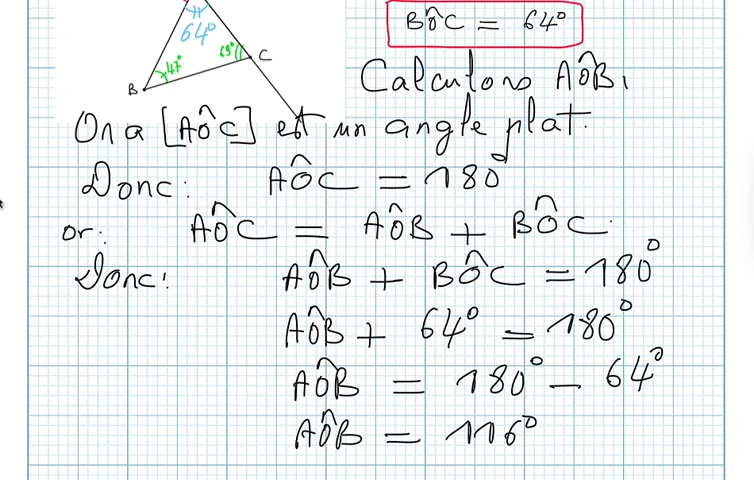 BÔC = 64°
64°
69°
C
47°
B
Calculons AÔB,
On a [AÔC] est un angle plat.
Donc: AÔC = 180°
or: AÔC = AÔB + BÔC.
Donc: AÔB + BÔC = 180°
AÔB + 64° = 180°
AÔB = 180° - 64°
AÔB = 116°